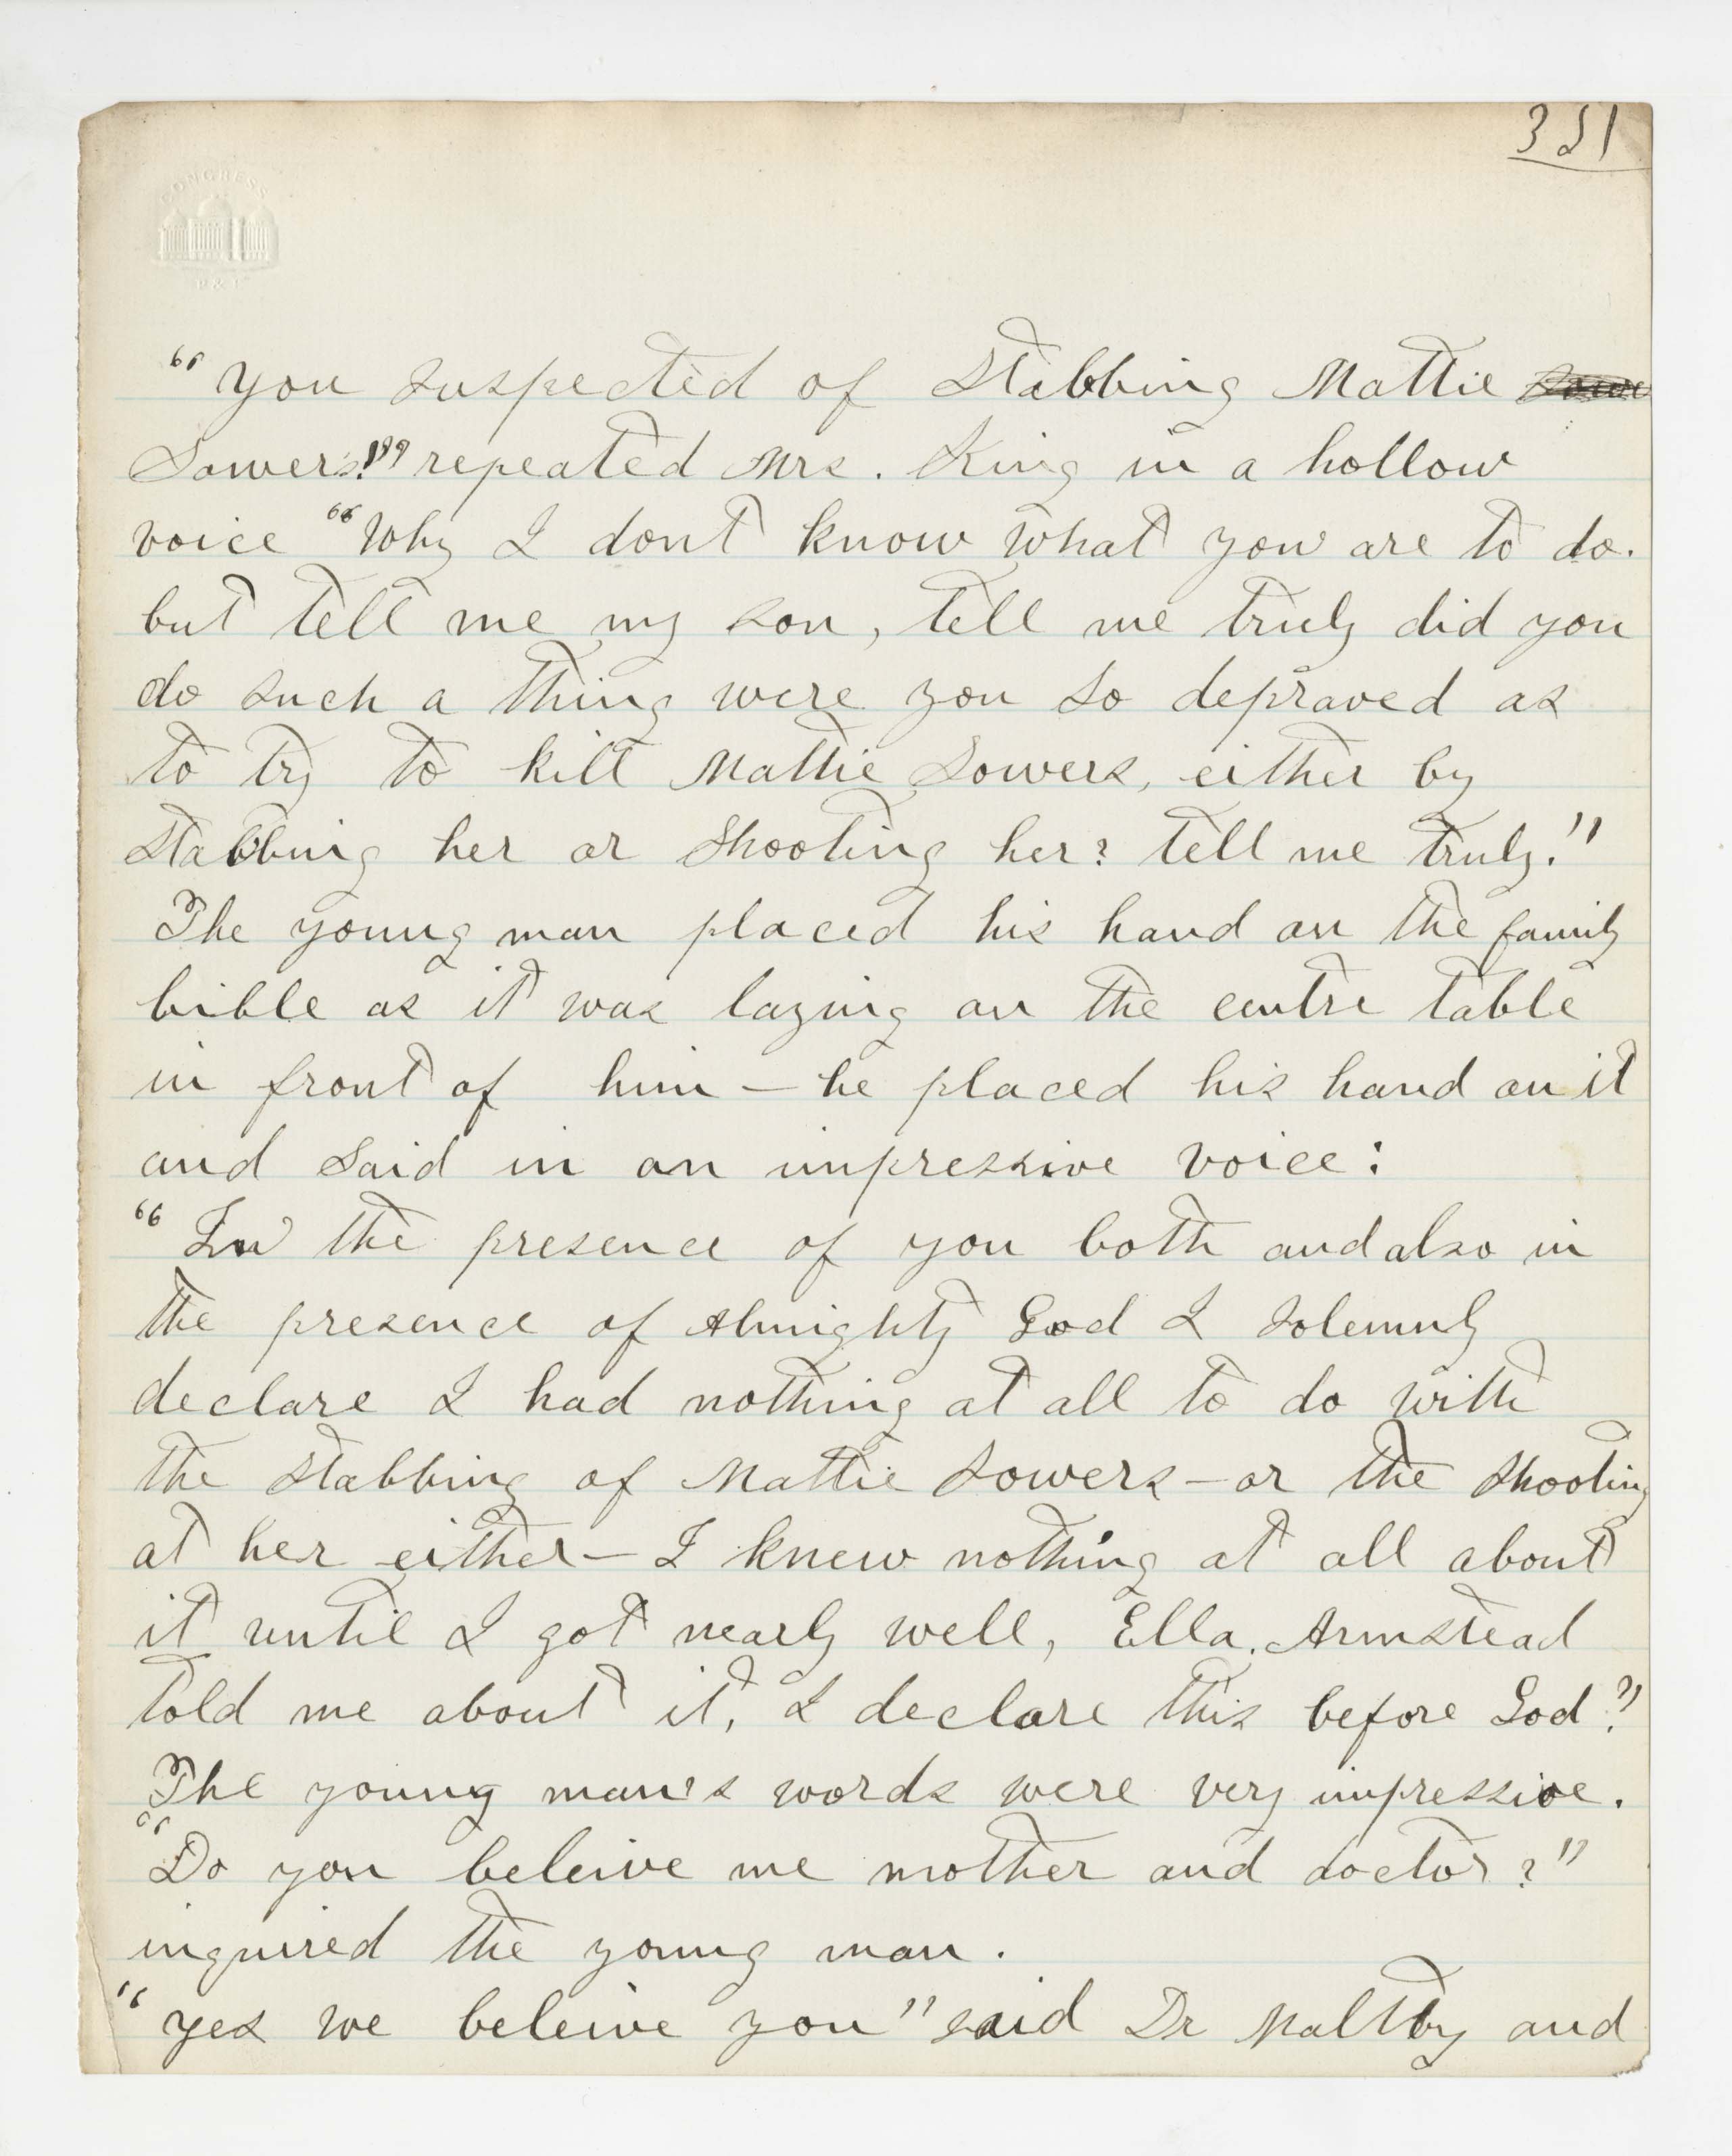 351
CONGRESS
P & P
"you suspected of stabbing Mattie
Sowers!" repeated Mrs. King in a hollow
voice "Why I dont know what you are to do.
but tell me my son, tell me truly did you
do such a thing were you so depraved as
to try to kill Mattie Sowers, either by
stabbing her or shooting her? tell me truly."
The young man placed his hand on the family
bible as it was laying on the centre table
in front of him — he placed his hand on it
and said in an impressive voice:
"In the presence of you both and also in
the presence of Almighty God I solemnly
declare I had nothing at all to do with
the stabbing of Mattie Sowers — or the shooting
at her either — I knew nothing at all about
it until I got nearly well, Ella. Armstead
told me about it, I declare this before God?"
The young man's words were very impressive.
"Do you beleive me mother and doctor?"
inquired the young man.
"yes we beleive you" said Dr Maltby and